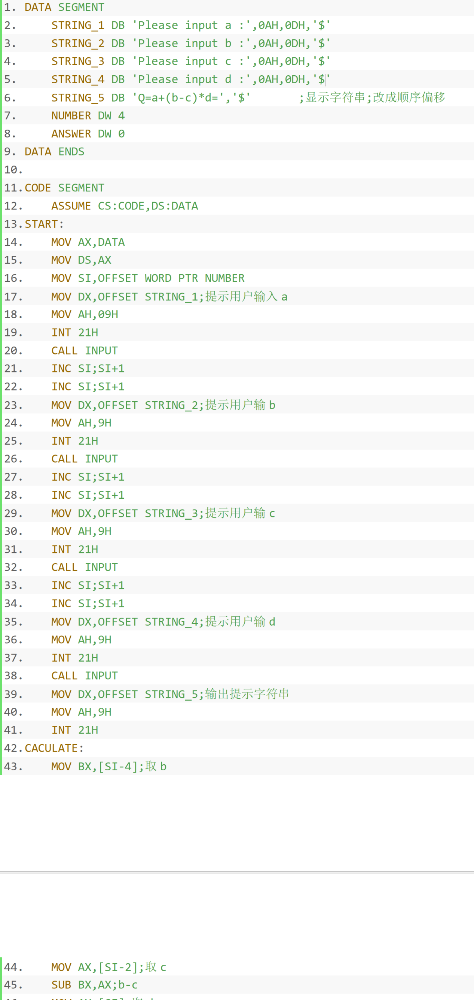 1. DATA SEGMENT
2. STRING_1 DB 'Please input a :',0AH,0DH,'$'
3. STRING_2 DB 'Please input b :',0AH,0DH,'$'
4. STRING_3 DB 'Please input c :',0AH,0DH,'$'
5. STRING_4 DB 'Please input d :',0AH,0DH,'$'
6. STRING_5 DB 'Q=a+(b-c)*d=','$' ;显示字符串;改成顺序偏移
7. NUMBER DW 4
8. ANSWER DW 0
9. DATA ENDS
10.
11. CODE SEGMENT
12. ASSUME CS:CODE,DS:DATA
13. START:
14. MOV AX,DATA
15. MOV DS,AX
16. MOV SI,OFFSET WORD PTR NUMBER
17. MOV DX,OFFSET STRING_1;提示用户输入 a
18. MOV AH,09H
19. INT 21H
20. CALL INPUT
21. INC SI;SI+1
22. INC SI;SI+1
23. MOV DX,OFFSET STRING_2;提示用户输 b
24. MOV AH,9H
25. INT 21H
26. CALL INPUT
27. INC SI;SI+1
28. INC SI;SI+1
29. MOV DX,OFFSET STRING_3;提示用户输 c
30. MOV AH,9H
31. INT 21H
32. CALL INPUT
33. INC SI;SI+1
34. INC SI;SI+1
35. MOV DX,OFFSET STRING_4;提示用户输 d
36. MOV AH,9H
37. INT 21H
38. CALL INPUT
39. MOV DX,OFFSET STRING_5;输出提示字符串
40. MOV AH,9H
41. INT 21H
42. CACULATE:
43. MOV BX,[SI-4];取 b
44. MOV AX,[SI-2];取 c
45. SUB BX,AX;b-c